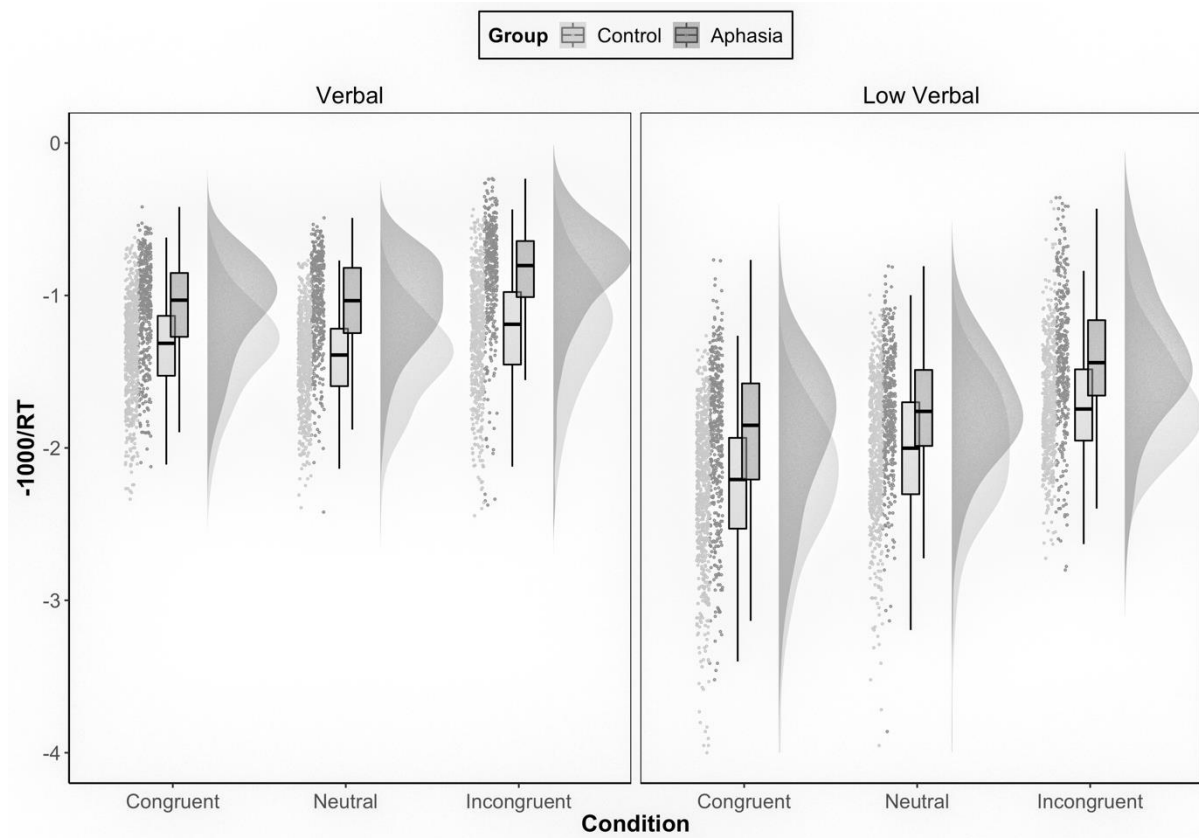 Group Control Aphasia
Verbal Low Verbal
0
-1
-2
-3
-4
-1000/RT
Congruent Neutral Incongruent Congruent Neutral Incongruent
Condition